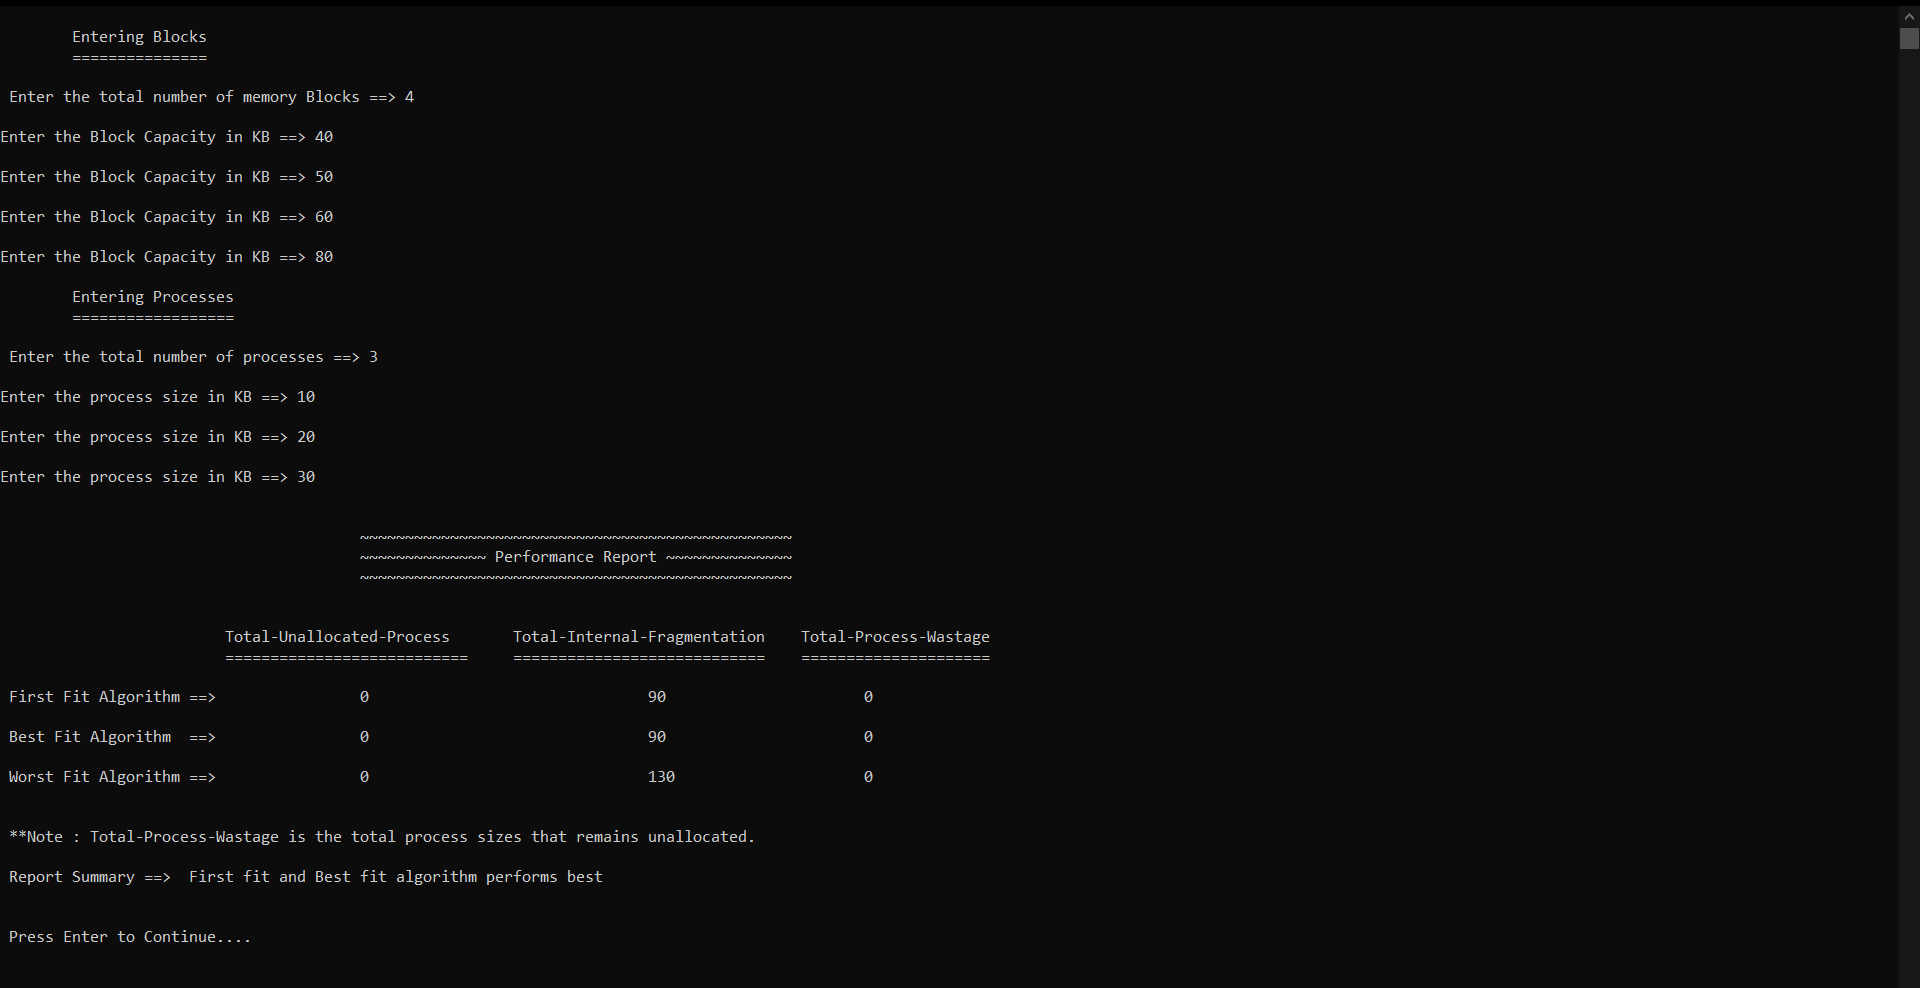 Entering Blocks
===============
Enter the total number of memory Blocks ==> 4
Enter the Block Capacity in KB ==> 40
Enter the Block Capacity in KB ==> 50
Enter the Block Capacity in KB ==> 60
Enter the Block Capacity in KB ==> 80
Entering Processes
==================
Enter the total number of processes ==> 3
Enter the process size in KB ==> 10
Enter the process size in KB ==> 20
Enter the process size in KB ==> 30
~~~~~~~~~~~~~~~~~~~~~~~~~~~~~~~~~~~~~~~~~~~~~~~~
~~~~~~~~~~~~~~ Performance Report ~~~~~~~~~~~~~~
~~~~~~~~~~~~~~~~~~~~~~~~~~~~~~~~~~~~~~~~~~~~~~~~
Total-Unallocated-Process Total-Internal-Fragmentation Total-Process-Wastage
=========================== ============================ =====================
First Fit Algorithm ==> 0 90 0
Best Fit Algorithm ==> 0 90 0
Worst Fit Algorithm ==> 0 130 0
**Note : Total-Process-Wastage is the total process sizes that remains unallocated.
Report Summary ==> First fit and Best fit algorithm performs best
Press Enter to Continue....